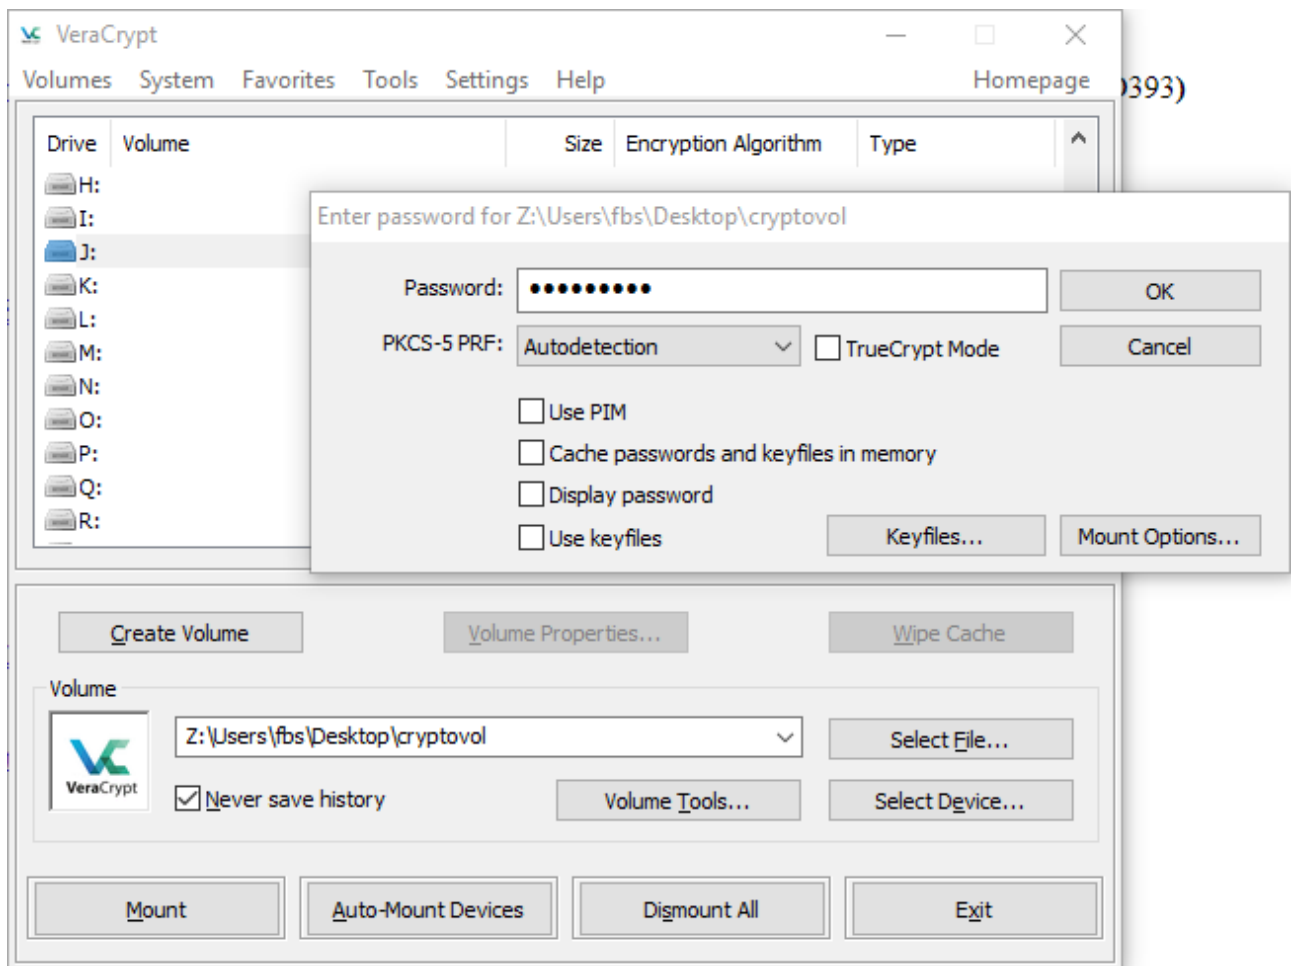 VeraCrypt
Volumes System Favorites Tools Settings Help Homepage
0393)
Drive Volume Size Encryption Algorithm Type
H:
I:
J:
K:
L:
M:
N:
O:
P:
Q:
R:
Enter password for Z:\Users\fbs\Desktop\cryptovol
Password: ●●●●●●●●● OK
PKCS-5 PRF: Autodetection TrueCrypt Mode Cancel
Use PIM
Cache passwords and keyfiles in memory
Display password
Use keyfiles Keyfiles... Mount Options...
Create Volume Volume Properties... Wipe Cache
Volume
Z:\Users\fbs\Desktop\cryptovol Select File...
VeraCrypt
Never save history Volume Tools... Select Device...
Mount Auto-Mount Devices Dismount All Exit